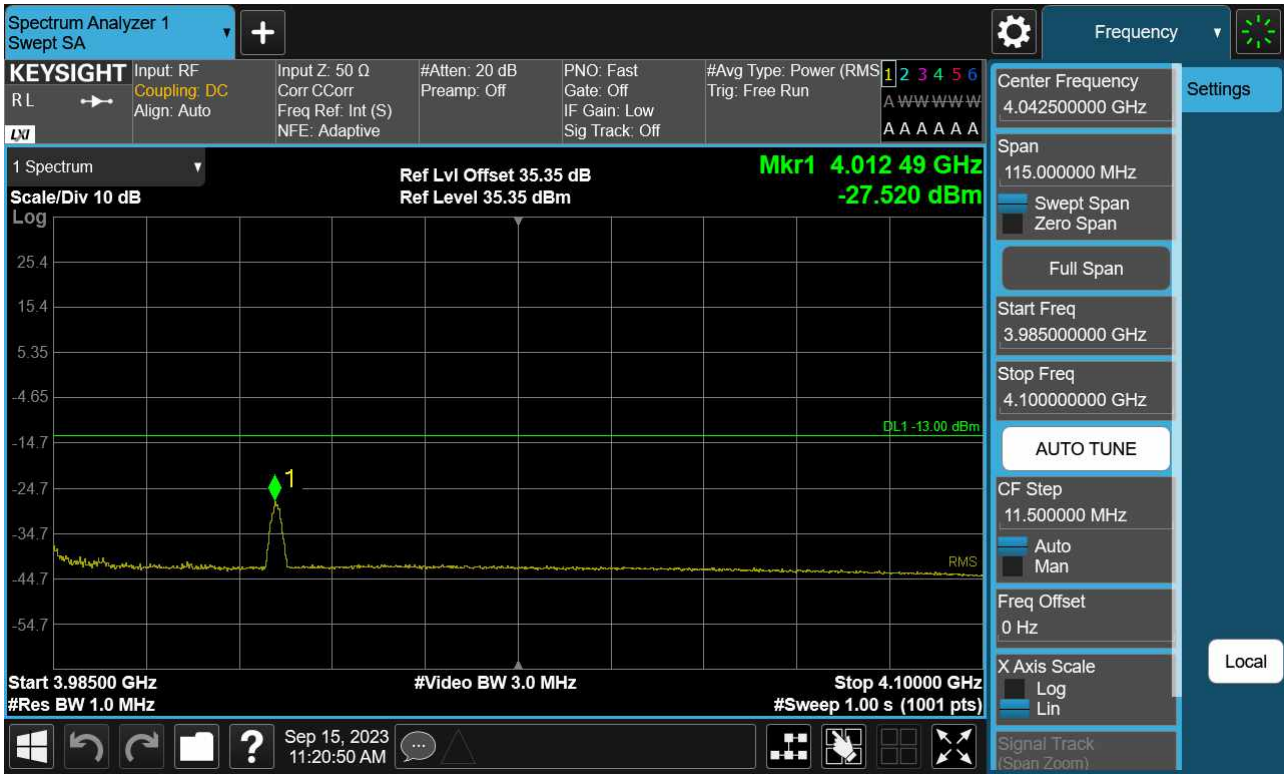 Spectrum Analyzer 1
Swept SA
+
Frequency
KEYSIGHT
RL
LXI
Input: RF
Coupling: DC
Align: Auto
Input Z: 50 Ω
Corr CCorr
Freq Ref: Int (S)
NFE: Adaptive
#Atten: 20 dB
Preamp: Off
PNO: Fast
Gate: Off
IF Gain: Low
Sig Track: Off
#Avg Type: Power (RMS
Trig: Free Run
1 2 3 4 5 6
A W W W W W
A A A A A A
1 Spectrum
Scale/Div 10 dB
Log
Ref Lvl Offset 35.35 dB
Ref Level 35.35 dBm
Mkr1 4.012 49 GHz
-27.520 dBm
25.4
15.4
5.35
-4.65
-14.7
-24.7
-34.7
-44.7
-54.7
DL1 -13.00 dBm
1
RMS
Start 3.98500 GHz
#Res BW 1.0 MHz
#Video BW 3.0 MHz
Stop 4.10000 GHz
#Sweep 1.00 s (1001 pts)
Center Frequency
4.042500000 GHz
Span
115.000000 MHz
Swept Span
Zero Span
Full Span
Start Freq
3.985000000 GHz
Stop Freq
4.100000000 GHz
AUTO TUNE
CF Step
11.500000 MHz
Auto
Man
Freq Offset
0 Hz
X Axis Scale
Log
Lin
Signal Track
(Span Zoom)
Settings
Local
?
Sep 15, 2023
11:20:50 AM